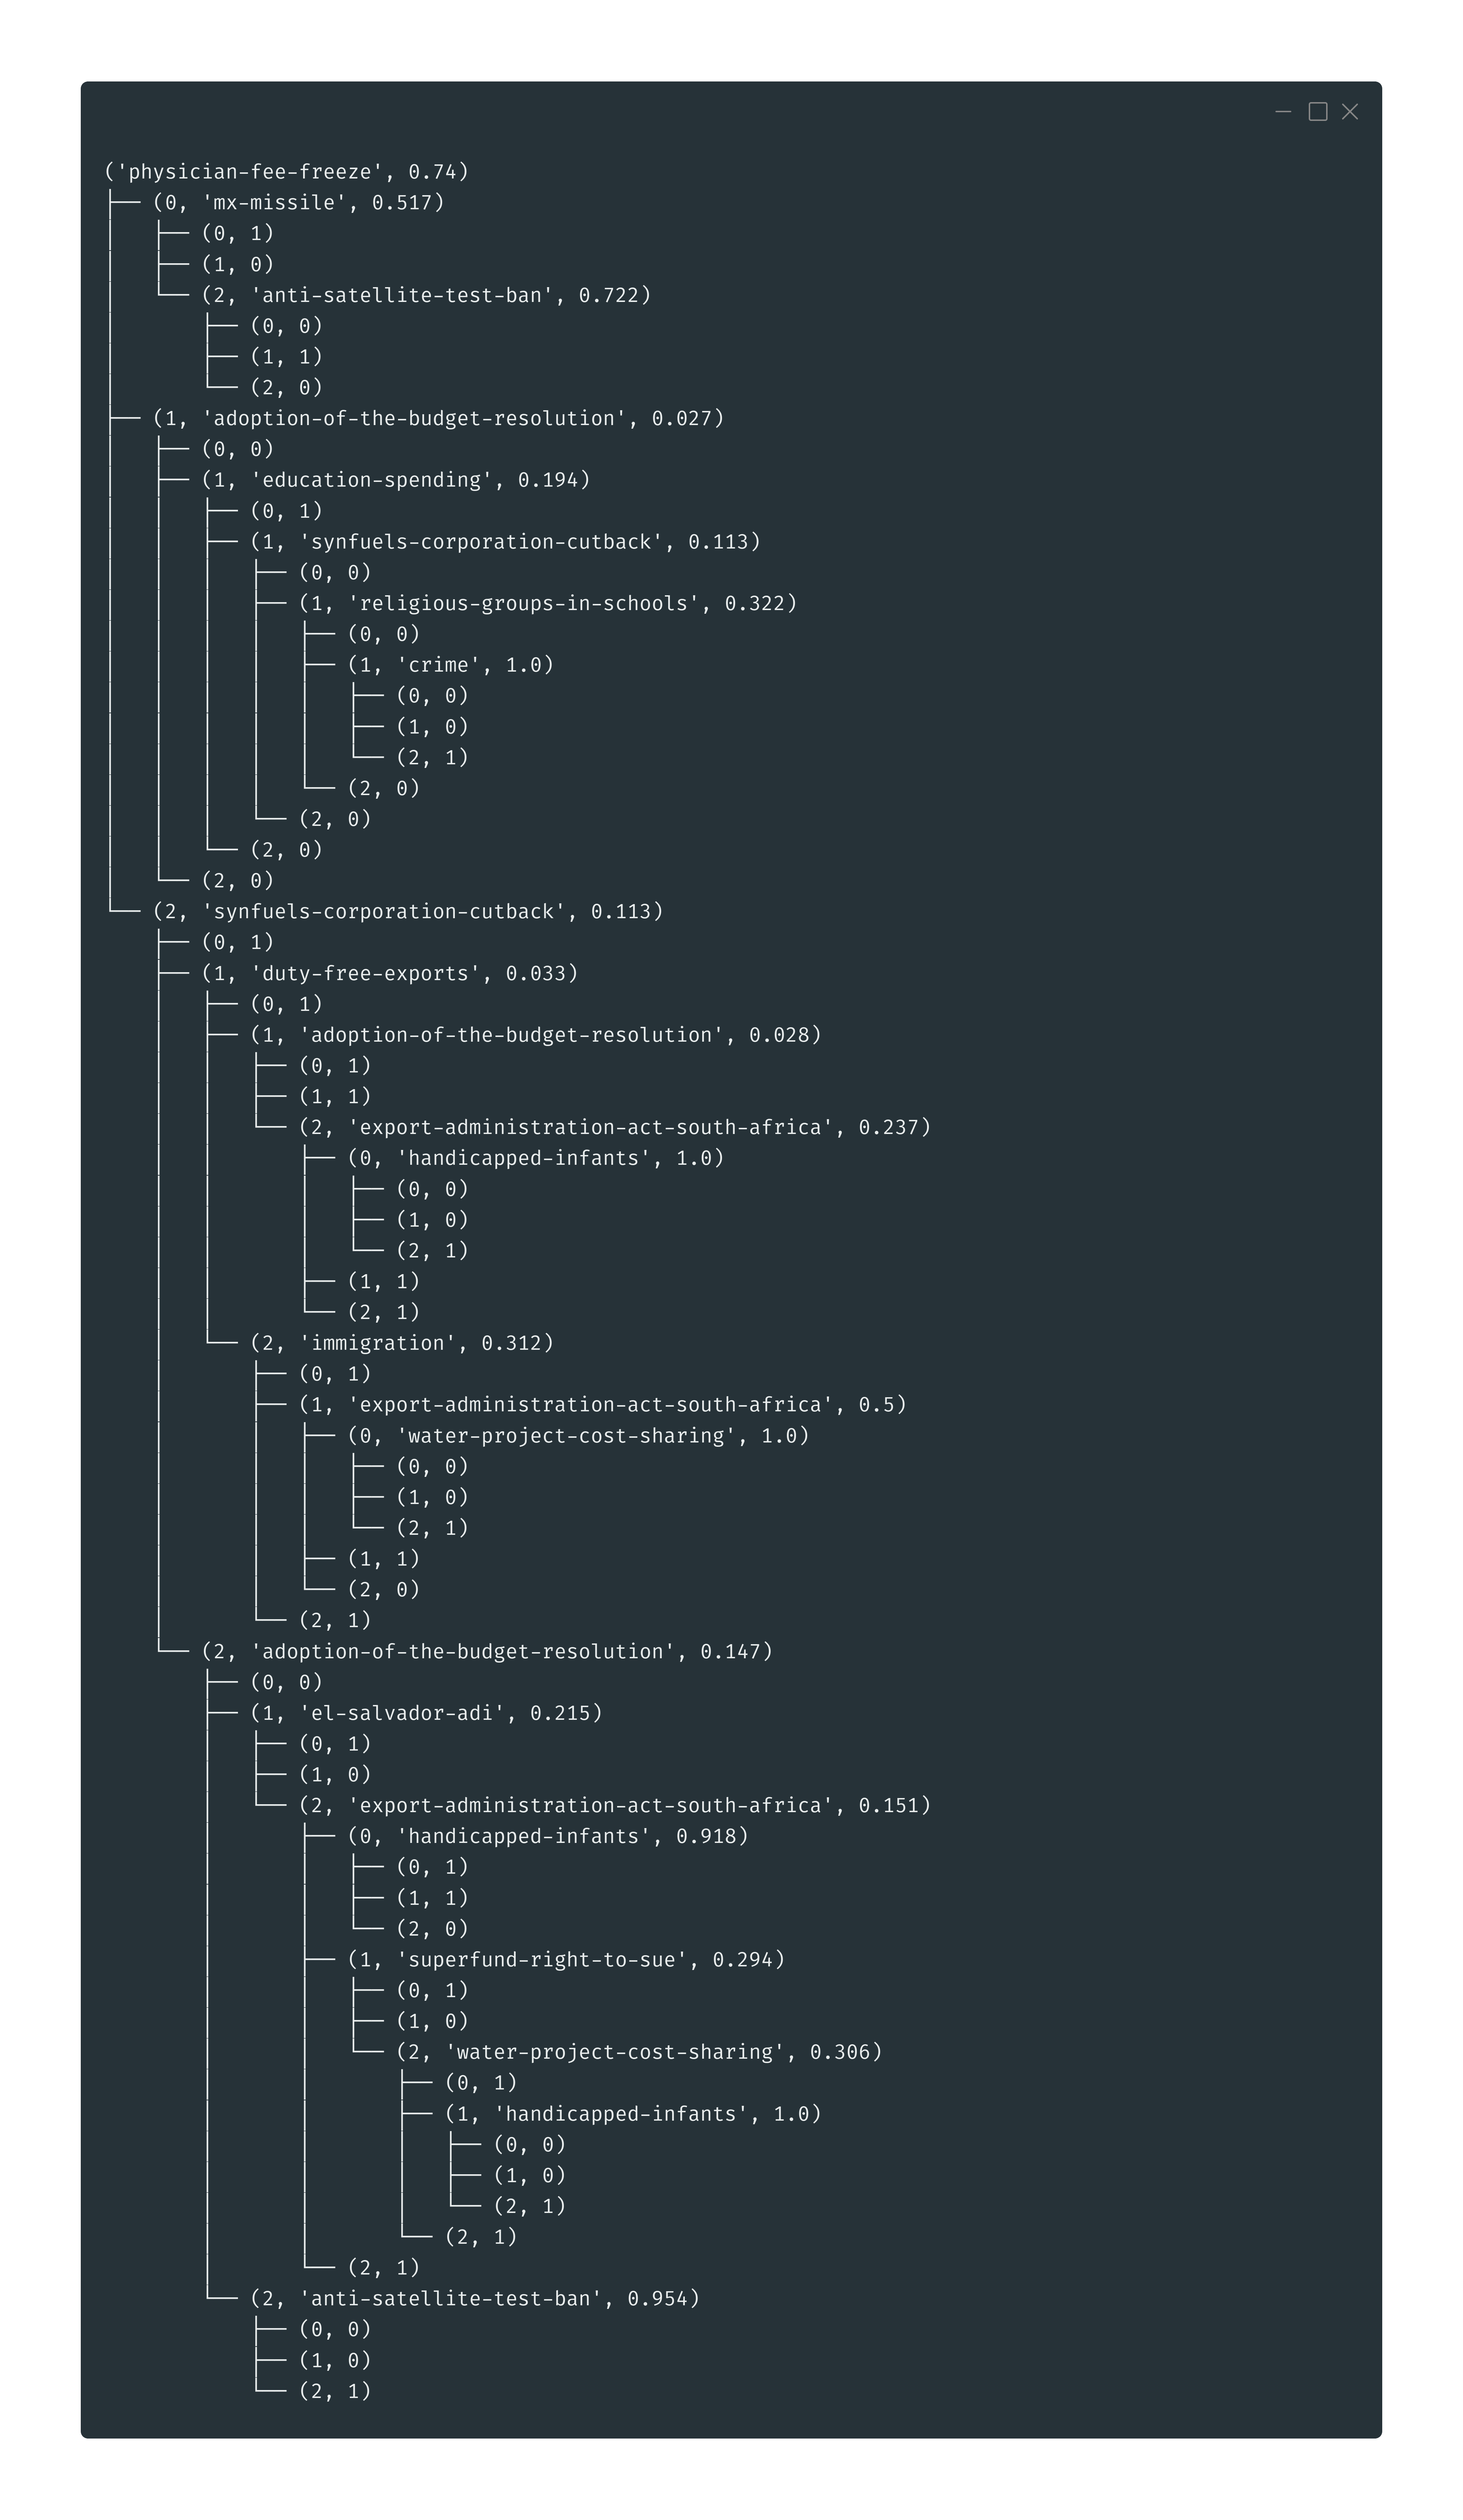 ('physician-fee-freeze', 0.74)
├── (0, 'mx-missile', 0.517)
│   ├── (0, 1)
│   ├── (1, 0)
│   └── (2, 'anti-satellite-test-ban', 0.722)
│       ├── (0, 0)
│       ├── (1, 1)
│       └── (2, 0)
├── (1, 'adoption-of-the-budget-resolution', 0.027)
│   ├── (0, 0)
│   ├── (1, 'education-spending', 0.194)
│   │   ├── (0, 1)
│   │   ├── (1, 'synfuels-corporation-cutback', 0.113)
│   │   │   ├── (0, 0)
│   │   │   ├── (1, 'religious-groups-in-schools', 0.322)
│   │   │   │   ├── (0, 0)
│   │   │   │   ├── (1, 'crime', 1.0)
│   │   │   │   │   ├── (0, 0)
│   │   │   │   │   ├── (1, 0)
│   │   │   │   │   └── (2, 1)
│   │   │   │   └── (2, 0)
│   │   │   └── (2, 0)
│   │   └── (2, 0)
│   └── (2, 0)
└── (2, 'synfuels-corporation-cutback', 0.113)
    ├── (0, 1)
    ├── (1, 'duty-free-exports', 0.033)
    │   ├── (0, 1)
    │   ├── (1, 'adoption-of-the-budget-resolution', 0.028)
    │   │   ├── (0, 1)
    │   │   ├── (1, 1)
    │   │   └── (2, 'export-administration-act-south-africa', 0.237)
    │   │       ├── (0, 'handicapped-infants', 1.0)
    │   │       │   ├── (0, 0)
    │   │       │   ├── (1, 0)
    │   │       │   └── (2, 1)
    │   │       ├── (1, 1)
    │   │       └── (2, 1)
    │   └── (2, 'immigration', 0.312)
    │       ├── (0, 1)
    │       ├── (1, 'export-administration-act-south-africa', 0.5)
    │       │   ├── (0, 'water-project-cost-sharing', 1.0)
    │       │   │   ├── (0, 0)
    │       │   │   ├── (1, 0)
    │       │   │   └── (2, 1)
    │       │   ├── (1, 1)
    │       │   └── (2, 0)
    │       └── (2, 1)
    └── (2, 'adoption-of-the-budget-resolution', 0.147)
        ├── (0, 0)
        ├── (1, 'el-salvador-adi', 0.215)
        │   ├── (0, 1)
        │   ├── (1, 0)
        │   └── (2, 'export-administration-act-south-africa', 0.151)
        │       ├── (0, 'handicapped-infants', 0.918)
        │       │   ├── (0, 1)
        │       │   ├── (1, 1)
        │       │   └── (2, 0)
        │       ├── (1, 'superfund-right-to-sue', 0.294)
        │       │   ├── (0, 1)
        │       │   ├── (1, 0)
        │       │   └── (2, 'water-project-cost-sharing', 0.306)
        │       │       ├── (0, 1)
        │       │       ├── (1, 'handicapped-infants', 1.0)
        │       │       │   ├── (0, 0)
        │       │       │   ├── (1, 0)
        │       │       │   └── (2, 1)
        │       │       └── (2, 1)
        │       └── (2, 1)
        └── (2, 'anti-satellite-test-ban', 0.954)
            ├── (0, 0)
            ├── (1, 0)
            └── (2, 1)